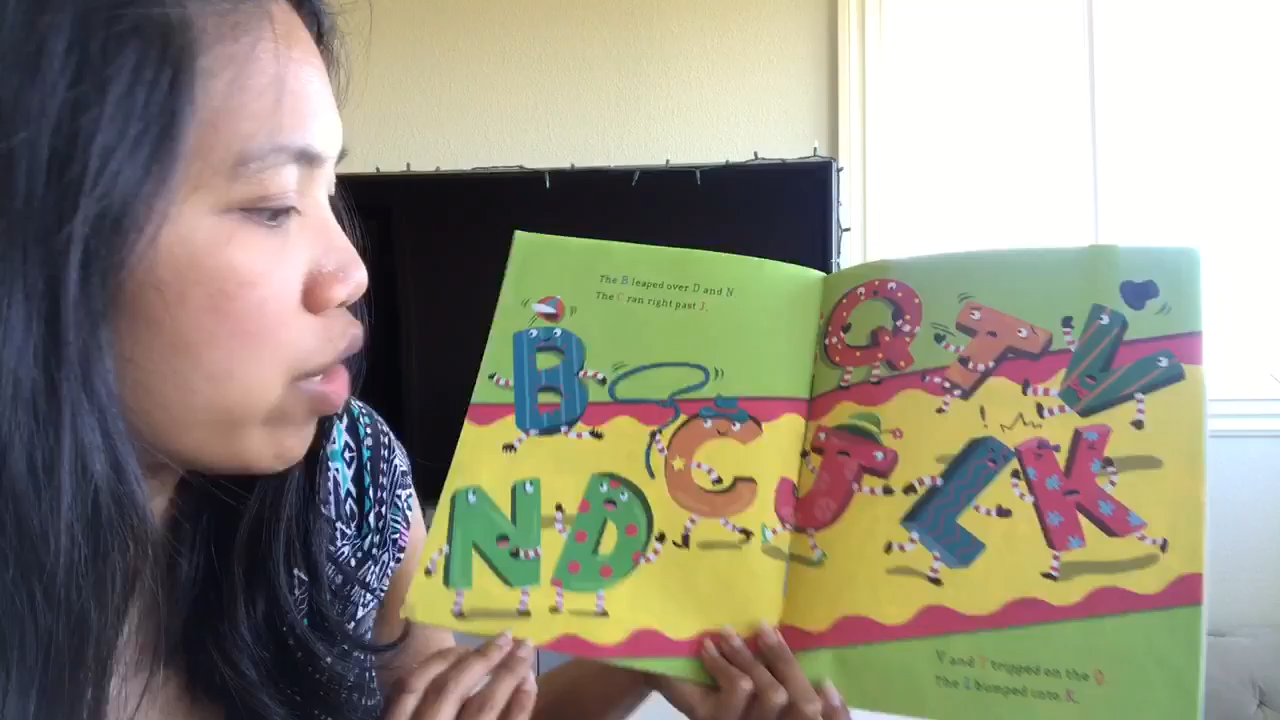 The B leaped over D and N.
The C ran right past J.
B
Q
T
V
C
J
L
K
N
D
V and T tripped on the Q.
The L bumped into K.